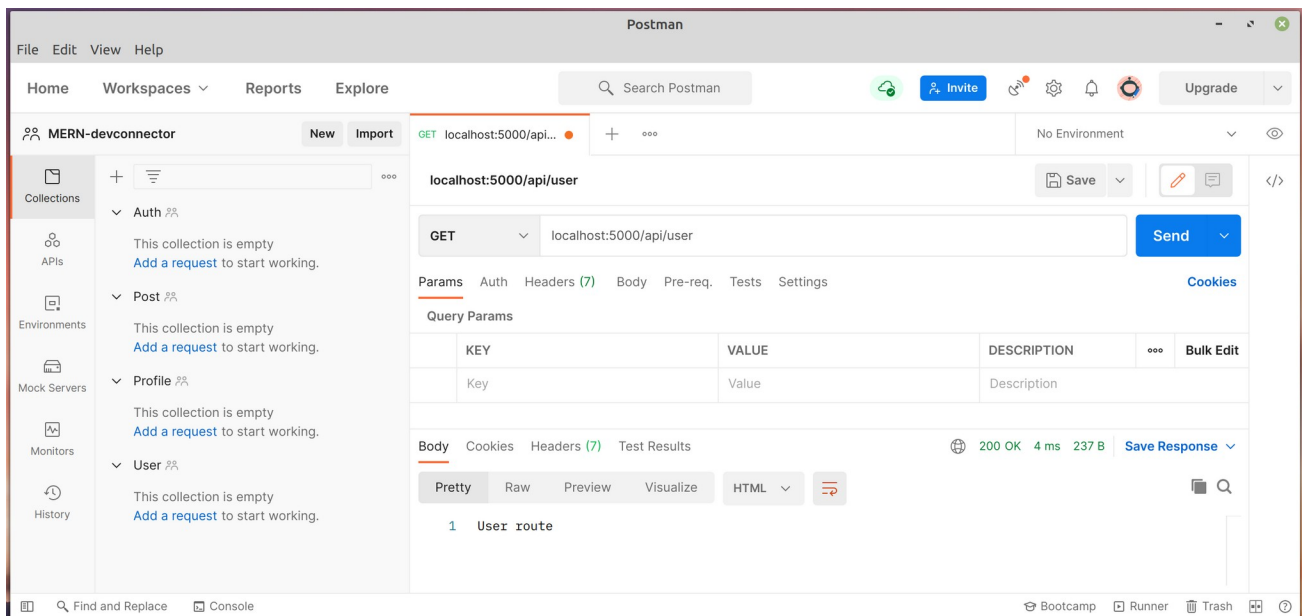 Postman
File Edit View Help
Home Workspaces Reports Explore Search Postman Invite Upgrade
MERN-devconnector New Import GET localhost:5000/api... No Environment
Collections
APIs
Environments
Mock Servers
Monitors
History
Auth
This collection is empty
Add a request to start working.
Post
This collection is empty
Add a request to start working.
Profile
This collection is empty
Add a request to start working.
User
This collection is empty
Add a request to start working.
localhost:5000/api/user Save
GET localhost:5000/api/user Send
Params Auth Headers (7) Body Pre-req. Tests Settings Cookies
Query Params
KEY VALUE DESCRIPTION Bulk Edit
Key Value Description
Body Cookies Headers (7) Test Results 200 OK 4 ms 237 B Save Response
Pretty Raw Preview Visualize HTML
1 User route
Find and Replace Console Bootcamp Runner Trash